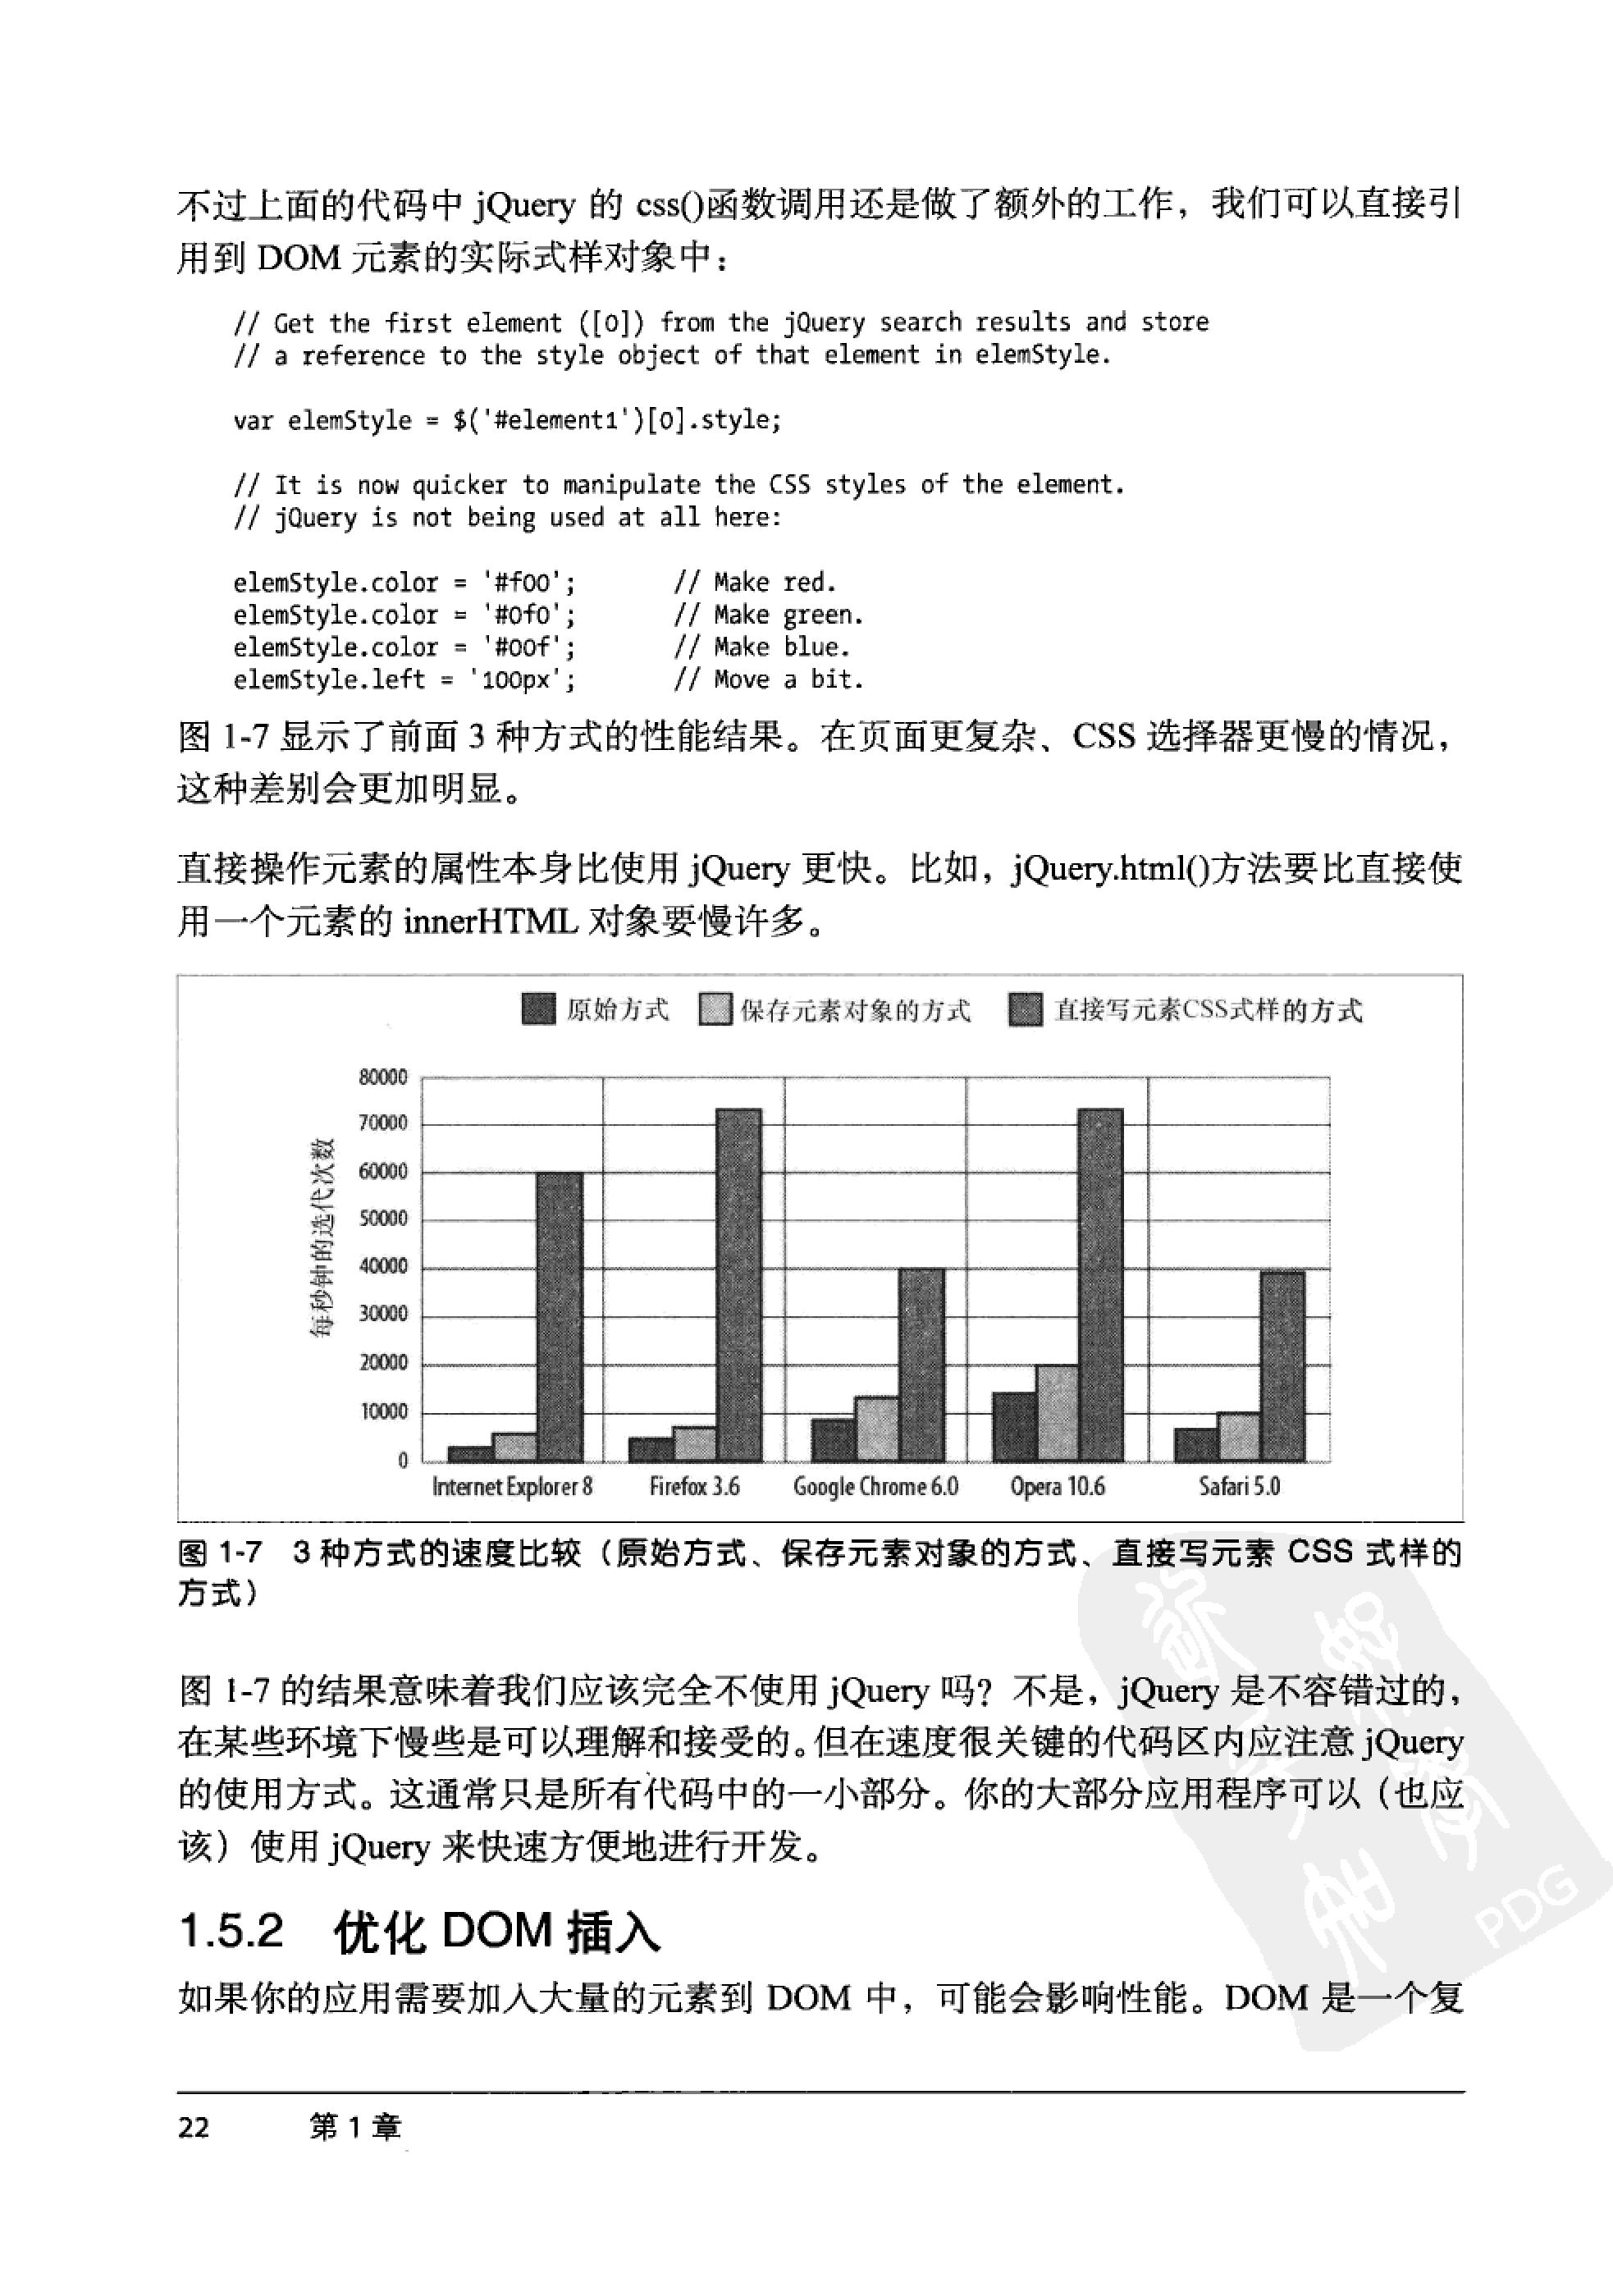 不过上面的代码中 jQuery 的 css()函数调用还是做了额外的工作，我们可以直接引
用到 DOM 元素的实际式样对象中：
// Get the first element ([0]) from the jQuery search results and store
// a reference to the style object of that element in elemStyle.
var elemStyle = $('#element1')[0].style;
// It is now quicker to manipulate the CSS styles of the element.
// jQuery is not being used at all here:
elemStyle.color = '#f00'; // Make red.
elemStyle.color = '#0f0'; // Make green.
elemStyle.color = '#00f'; // Make blue.
elemStyle.left = '100px'; // Move a bit.
图 1-7 显示了前面 3 种方式的性能结果。在页面更复杂、CSS 选择器更慢的情况，
这种差别会更加明显。
直接操作元素的属性本身比使用 jQuery 更快。比如，jQuery.html()方法要比直接使
用一个元素的 innerHTML 对象要慢许多。
原始方式 保存元素对象的方式 直接写元素CSS式样的方式
每秒钟的迭代次数
80000
70000
60000
50000
40000
30000
20000
10000
0
Internet Explorer 8 Firefox 3.6 Google Chrome 6.0 Opera 10.6 Safari 5.0
图 1-7 3 种方式的速度比较（原始方式、保存元素对象的方式、直接写元素 CSS 式样的
方式）
图 1-7 的结果意味着我们应该完全不使用 jQuery 吗？不是，jQuery 是不容错过的，
在某些环境下慢些是可以理解和接受的。但在速度很关键的代码区内应注意 jQuery
的使用方式。这通常只是所有代码中的一小部分。你的大部分应用程序可以（也应
该）使用 jQuery 来快速方便地进行开发。
1.5.2 优化 DOM 插入
如果你的应用需要加入大量的元素到 DOM 中，可能会影响性能。DOM 是一个复
PDG
22 第 1 章